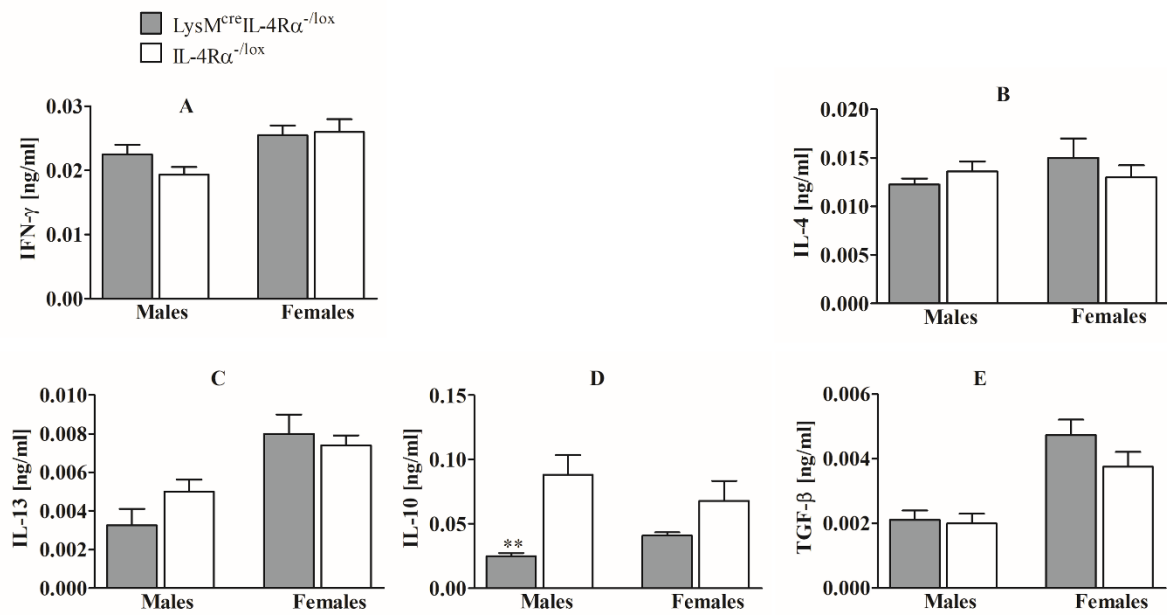 LysMcreIL-4Rα-/lox
IL-4Rα-/lox
A
IFN-γ [ng/ml]
0.03
0.02
0.01
0.00
Males Females
B
IL-4 [ng/ml]
0.020
0.015
0.010
0.005
0.000
Males Females
C
IL-13 [ng/ml]
0.010
0.008
0.006
0.004
0.002
0.000
Males Females
D
IL-10 [ng/ml]
0.15
0.10
0.05
0.00
**
Males Females
E
TGF-β [ng/ml]
0.006
0.004
0.002
0.000
Males Females